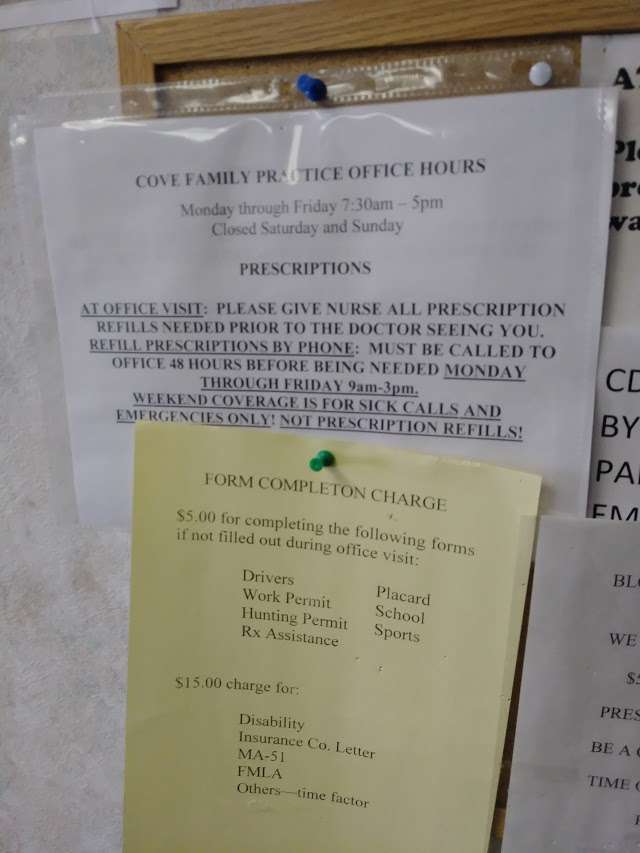 COVE FAMILY PRACTICE OFFICE HOURS
Monday through Friday 7:30am – 5pm
Closed Saturday and Sunday
PRESCRIPTIONS
AT OFFICE VISIT: PLEASE GIVE NURSE ALL PRESCRIPTION
REFILLS NEEDED PRIOR TO THE DOCTOR SEEING YOU.
REFILL PRESCRIPTIONS BY PHONE: MUST BE CALLED TO
OFFICE 48 HOURS BEFORE BEING NEEDED MONDAY
THROUGH FRIDAY 9am-3pm.
WEEKEND COVERAGE IS FOR SICK CALLS AND
EMERGENCIES ONLY! NOT PRESCRIPTION REFILLS!
FORM COMPLETON CHARGE
$5.00 for completing the following forms
if not filled out during office visit:
Drivers Placard
Work Permit School
Hunting Permit Sports
Rx Assistance
$15.00 charge for:
Disability
Insurance Co. Letter
MA-51
FMLA
Others—time factor
BY
WE
BE A
TIME